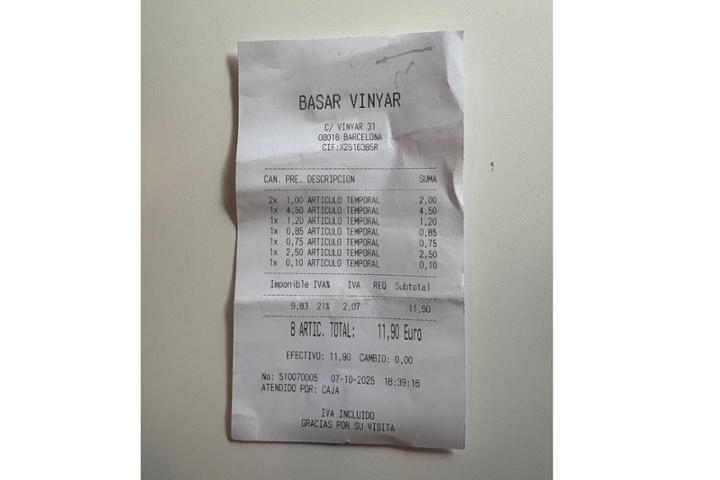 BASAR VINYAR
C/ VINYAR 31
08016 BARCELONA
CIF:X2516385R
CAN. PRE. DESCRIPCION SUMA
2x 1,00 ARTICULO TEMPORAL 2,00
1x 4,50 ARTICULO TEMPORAL 4,50
1x 1,20 ARTICULO TEMPORAL 1,20
1x 0,85 ARTICULO TEMPORAL 0,85
1x 0,75 ARTICULO TEMPORAL 0,75
1x 2,50 ARTICULO TEMPORAL 2,50
1x 0,10 ARTICULO TEMPORAL 0,10
Imponible IVA% IVA REQ Subtotal
9,83 21% 2,07 11,90
8 ARTIC. TOTAL: 11,90 Euro
EFECTIVO: 11,90 CAMBIO: 0,00
No: 510070005 07-10-2025 18:39:16
ATENDIDO POR: CAJA
IVA INCLUIDO
GRACIAS POR SU VISITA